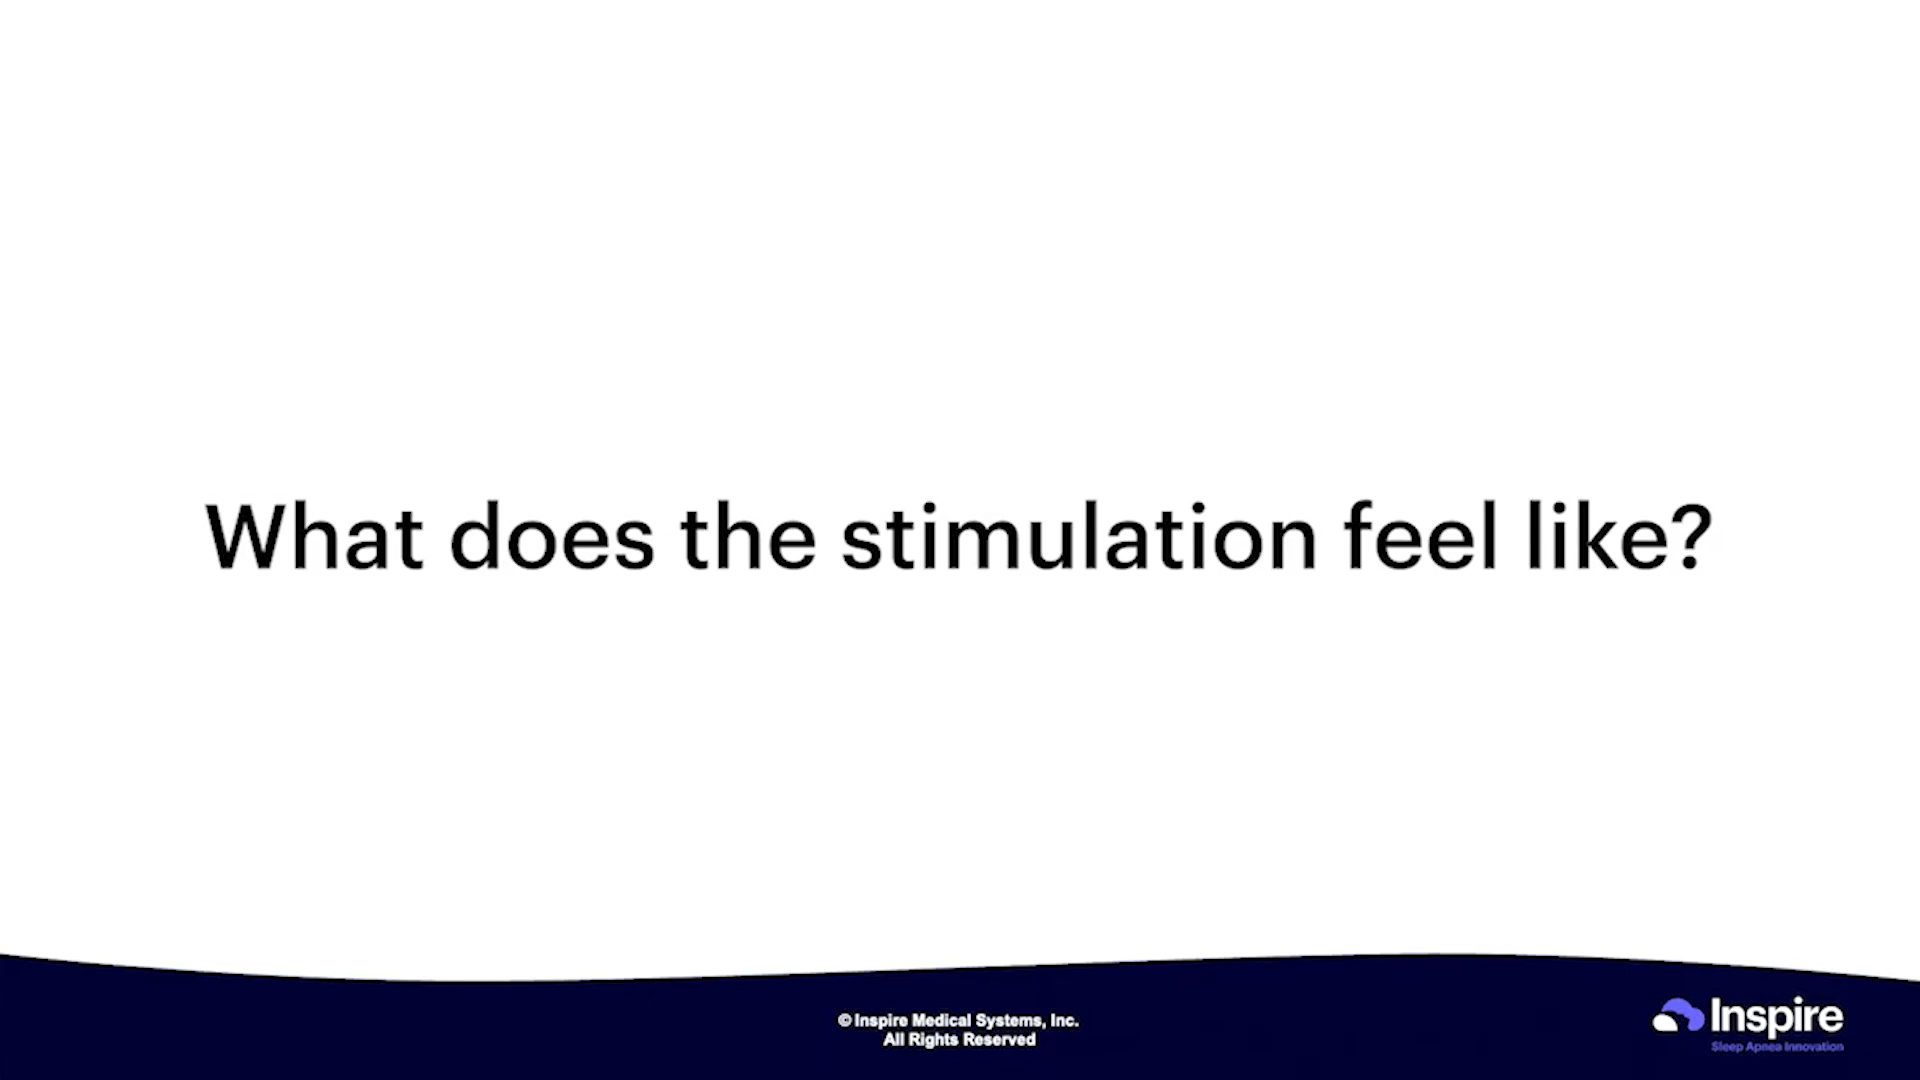 What does the stimulation feel like?
© Inspire Medical Systems, Inc.
All Rights Reserved
Inspire
Sleep Apnea Innovation